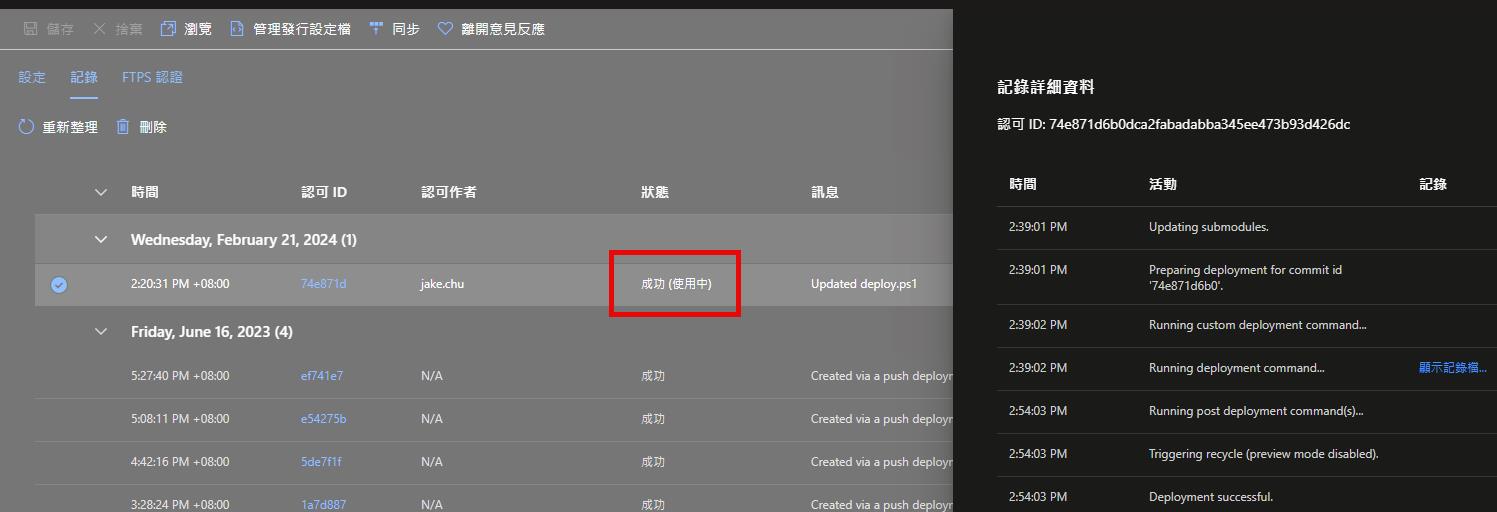 儲存 捨棄 瀏覽 管理發行設定檔 同步 離開意見反應
設定 記錄 FTPS 認證
重新整理 刪除
時間 認可 ID 認可作者 狀態 訊息
Wednesday, February 21, 2024 (1)
2:20:31 PM +08:00 74e871d jake.chu 成功 (使用中) Updated deploy.ps1
Friday, June 16, 2023 (4)
5:27:40 PM +08:00 ef741e7 N/A 成功 Created via a push deploym
5:08:11 PM +08:00 e54275b N/A 成功 Created via a push deploym
4:42:16 PM +08:00 5de7f1f N/A 成功 Created via a push deploym
3:28:24 PM +08:00 1a7d887 N/A 成功 Created via a push deploym
記錄詳細資料
認可 ID: 74e871d6b0dca2fabadabba345ee473b93d426dc
時間 活動 記錄
2:39:01 PM Updating submodules.
2:39:01 PM Preparing deployment for commit id
'74e871d6b0'.
2:39:02 PM Running custom deployment command...
2:39:02 PM Running deployment command... 顯示記錄檔...
2:54:03 PM Running post deployment command(s)...
2:54:03 PM Triggering recycle (preview mode disabled).
2:54:03 PM Deployment successful.